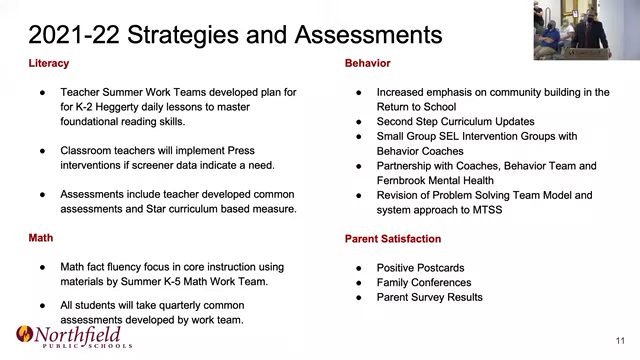 2021-22 Strategies and Assessments
Literacy
● Teacher Summer Work Teams developed plan for
for K-2 Heggerty daily lessons to master
foundational reading skills.
● Classroom teachers will implement Press
interventions if screener data indicate a need.
● Assessments include teacher developed common
assessments and Star curriculum based measure.
Math
● Math fact fluency focus in core instruction using
materials by Summer K-5 Math Work Team.
● All students will take quarterly common
assessments developed by work team.
Behavior
● Increased emphasis on community building in the
Return to School
● Second Step Curriculum Updates
● Small Group SEL Intervention Groups with
Behavior Coaches
● Partnership with Coaches, Behavior Team and
Fernbrook Mental Health
● Revision of Problem Solving Team Model and
system approach to MTSS
Parent Satisfaction
● Positive Postcards
● Family Conferences
● Parent Survey Results
Northfield
PUBLIC SCHOOLS
11